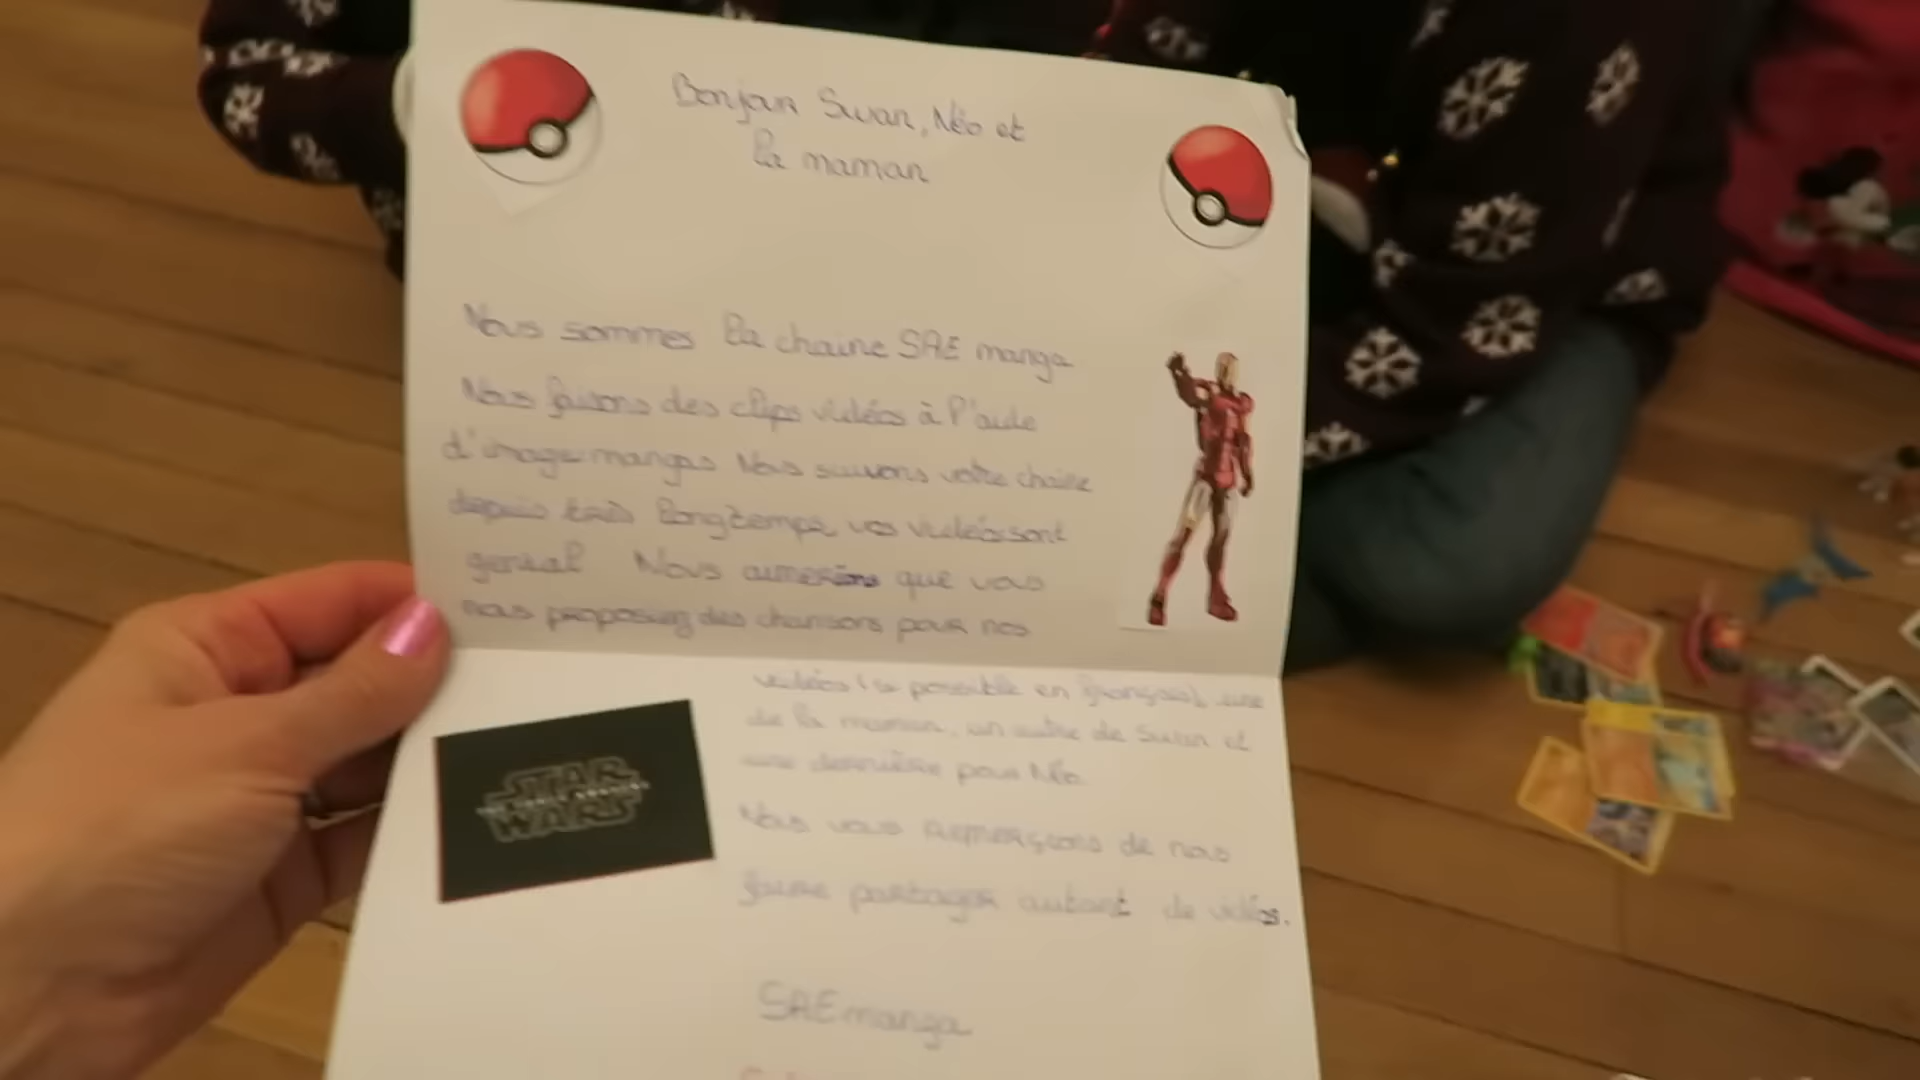 Bonjour Swan, Néo et
la maman
Nous sommes la chaine SAE manga
Nous faisons des clips vidéos à l'aide
d'image mangas Nous suivons votre chaine
depuis très longtemps, vos vidéos sont
genial Nous aimerions que vous
nous proposiez des chansons pour nos
vidéos (si possible en français), une
de la maman, un autre de Swan et
une dernière pour Néo.
Nous vous remerçions de nous
faire partager autant de vidéos.
STAR
WARS
SAE manga